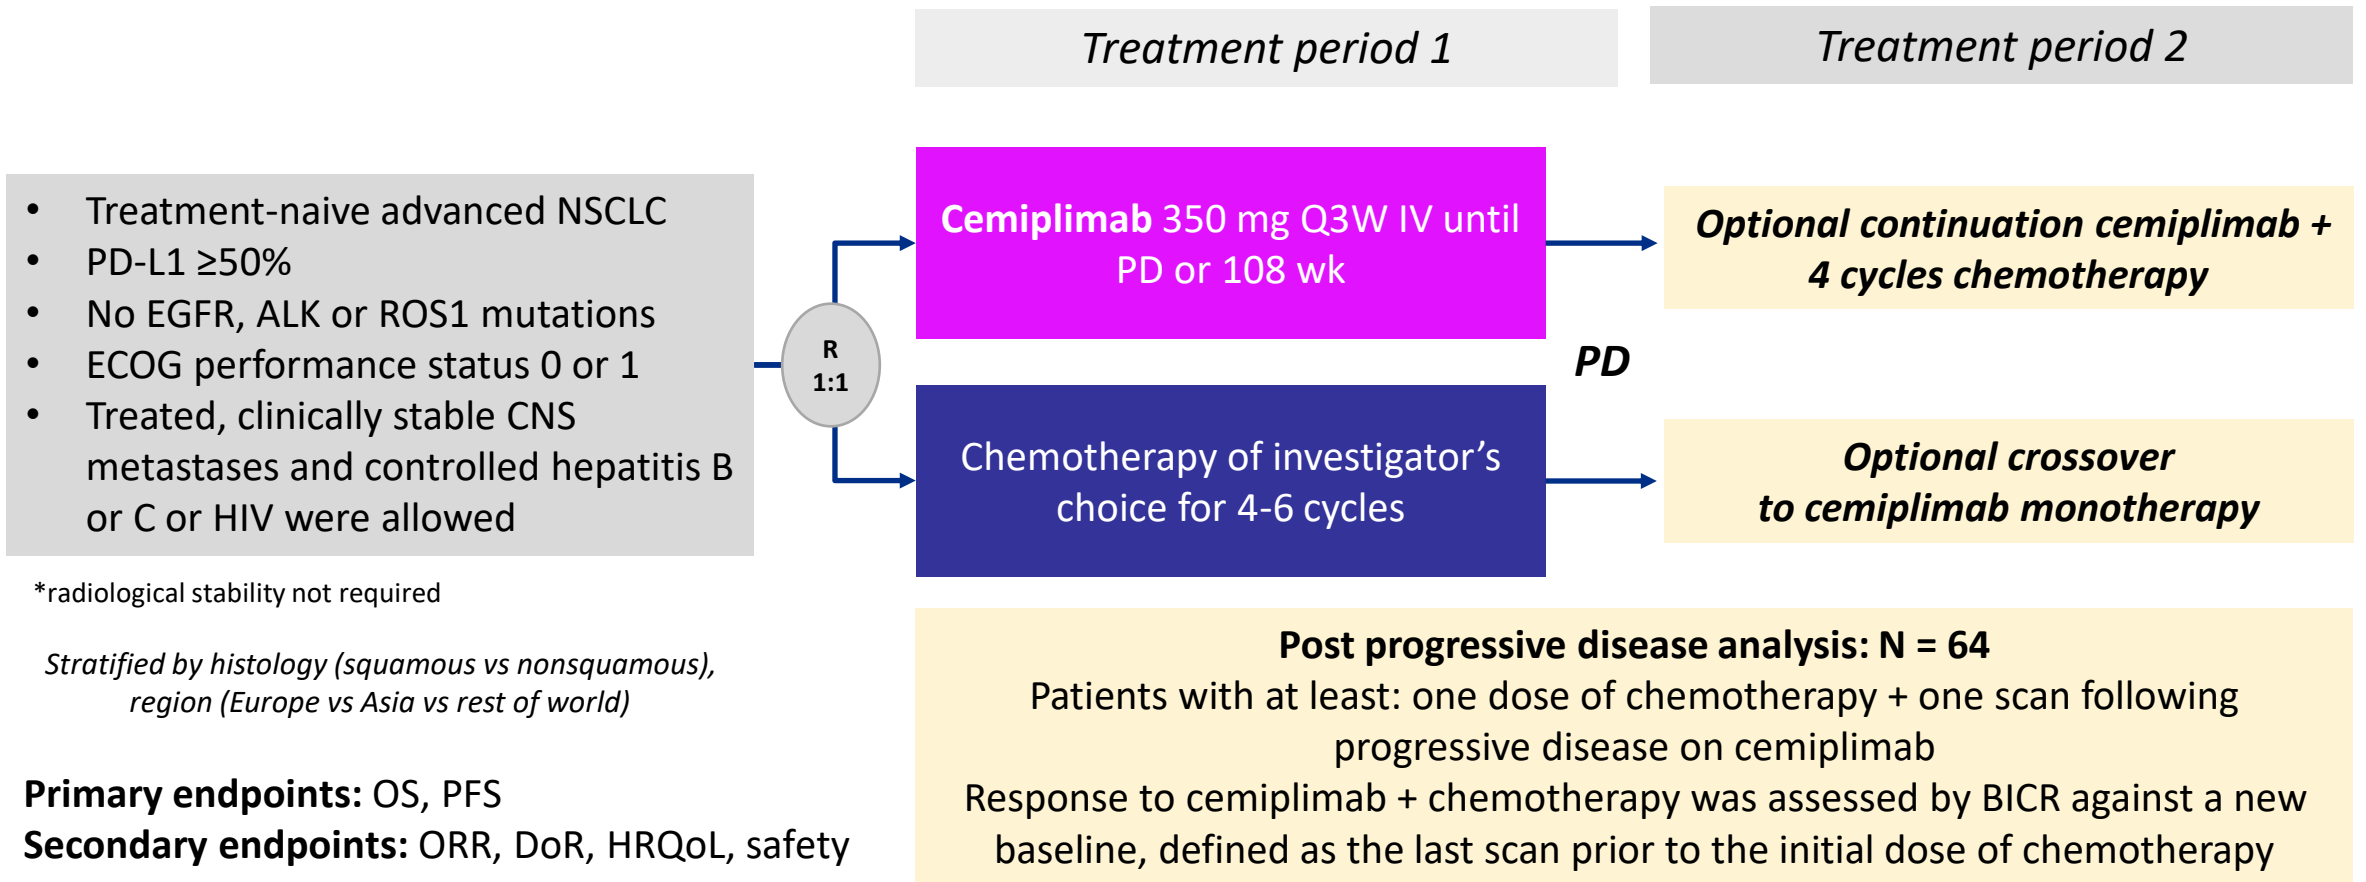 Treatment period 1
Treatment period 2
• Treatment-naive advanced NSCLC
• PD-L1 ≥50%
• No EGFR, ALK or ROS1 mutations
• ECOG performance status 0 or 1
• Treated, clinically stable CNS
metastases and controlled hepatitis B
or C or HIV were allowed
*radiological stability not required
Stratified by histology (squamous vs nonsquamous),
region (Europe vs Asia vs rest of world)
Primary endpoints: OS, PFS
Secondary endpoints: ORR, DoR, HRQoL, safety
R
1:1
Cemiplimab 350 mg Q3W IV until
PD or 108 wk
Chemotherapy of investigator’s
choice for 4-6 cycles
PD
Optional continuation cemiplimab +
4 cycles chemotherapy
Optional crossover
to cemiplimab monotherapy
Post progressive disease analysis: N = 64
Patients with at least: one dose of chemotherapy + one scan following
progressive disease on cemiplimab
Response to cemiplimab + chemotherapy was assessed by BICR against a new
baseline, defined as the last scan prior to the initial dose of chemotherapy